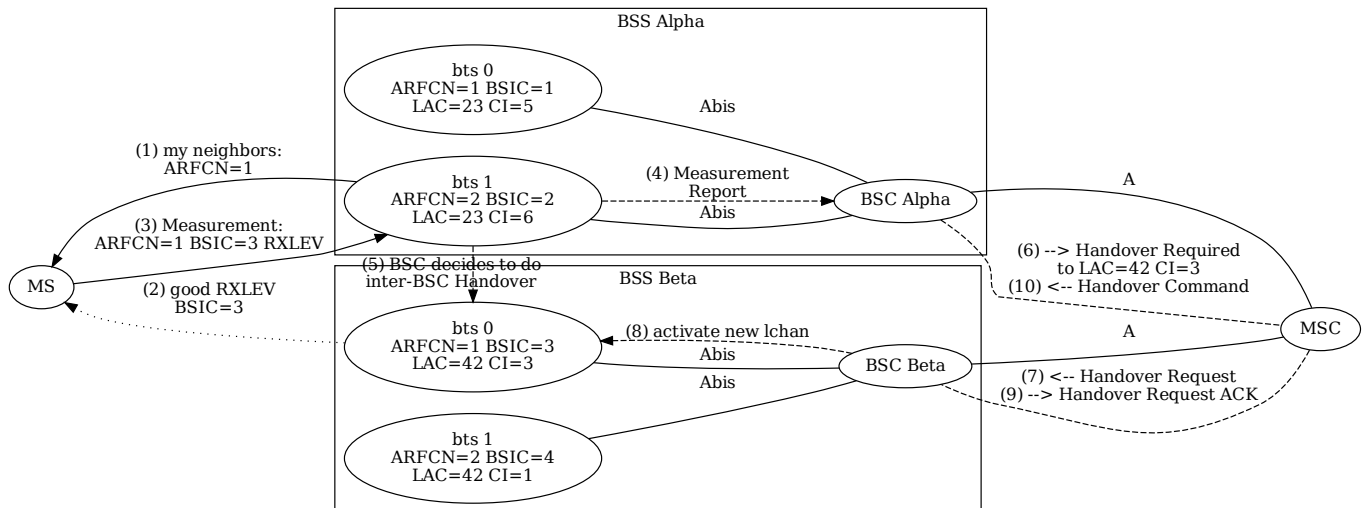 BSS Alpha
bts 0
ARFCN=1 BSIC=1
LAC=23 CI=5
Abis
(1) my neighbors:
ARFCN=1
bts 1
ARFCN=2 BSIC=2
LAC=23 CI=6
(4) Measurement
Report
Abis
BSC Alpha
A
(3) Measurement:
ARFCN=1 BSIC=3 RXLEV
(6) --> Handover Required
to LAC=42 CI=3
(10) <-- Handover Command
(5) BSC decides to do
inter-BSC Handover
BSS Beta
MS
(2) good RXLEV
BSIC=3
bts 0
ARFCN=1 BSIC=3
LAC=42 CI=3
(8) activate new lchan
Abis
Abis
BSC Beta
A
MSC
(7) <-- Handover Request
(9) --> Handover Request ACK
bts 1
ARFCN=2 BSIC=4
LAC=42 CI=1